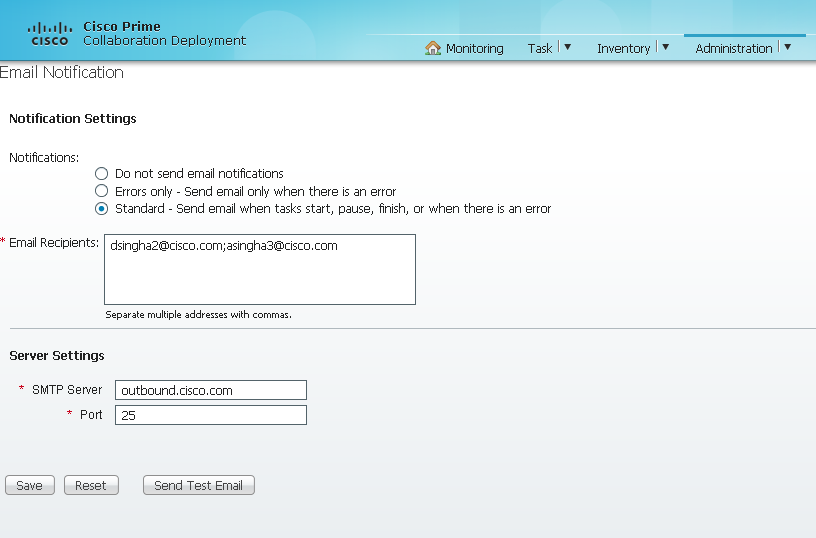 Cisco Prime
CISCO Collaboration Deployment
Monitoring Task Inventory Administration
Email Notification
Notification Settings
Notifications:
Do not send email notifications
Errors only - Send email only when there is an error
Standard - Send email when tasks start, pause, finish, or when there is an error
* Email Recipients: dsingha2@cisco.com;asingha3@cisco.com
Separate multiple addresses with commas.
Server Settings
* SMTP Server outbound.cisco.com
* Port 25
Save Reset Send Test Email